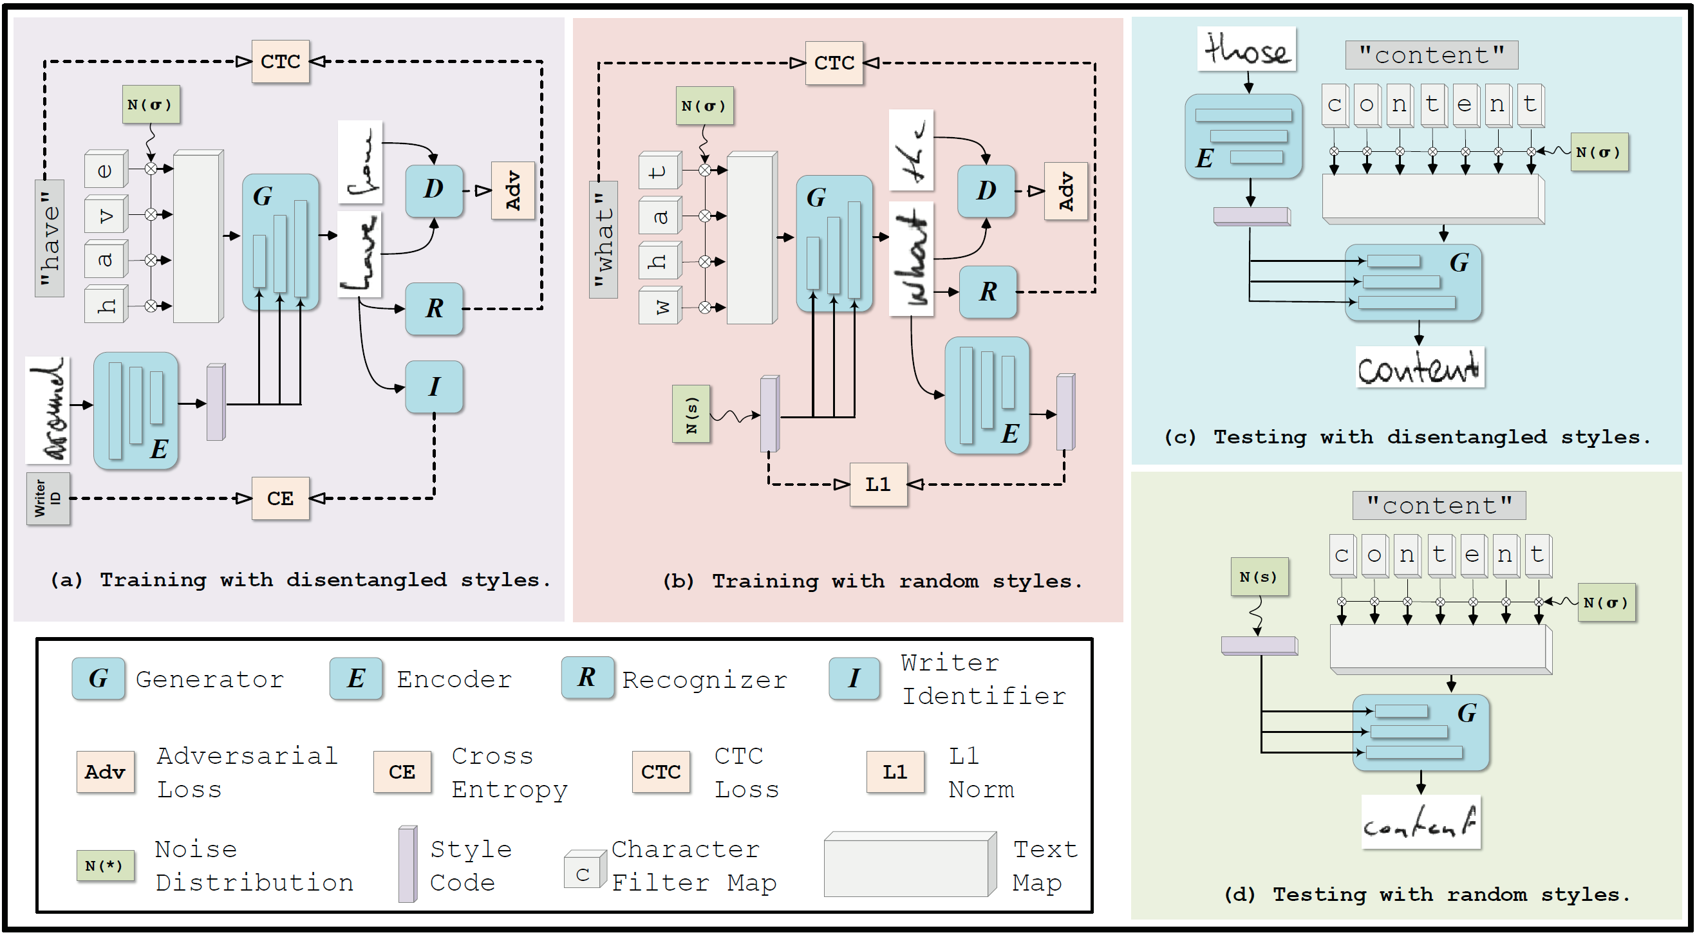 CTC
N(σ)
"have"
e
v
a
h
G
from
have
D
Adv
R
I
around
E
Writer ID
CE
(a) Training with disentangled styles.
CTC
N(σ)
"what"
t
a
h
w
G
the
what
D
Adv
R
N(s)
E
L1
(b) Training with random styles.
those
"content"
c o n t e n t
E
N(σ)
G
content
(c) Testing with disentangled styles.
"content"
c o n t e n t
N(s)
N(σ)
G
content
(d) Testing with random styles.
G Generator
E Encoder
R Recognizer
I Writer Identifier
Adv Adversarial Loss
CE Cross Entropy
CTC CTC Loss
L1 L1 Norm
N(*) Noise Distribution
Style Code
c Character Filter Map
Text Map